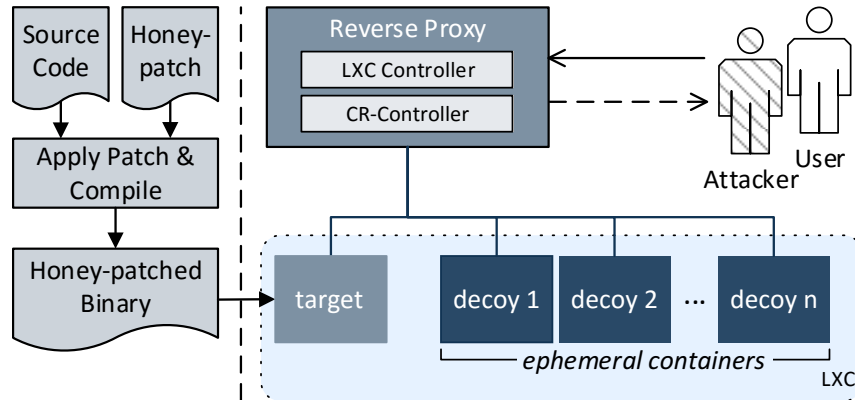 Source
Code
Honey-
patch
Apply Patch &
Compile
Honey-patched
Binary
Reverse Proxy
LXC Controller
CR-Controller
Attacker
User
target
decoy 1
decoy 2
...
decoy n
ephemeral containers
LXC